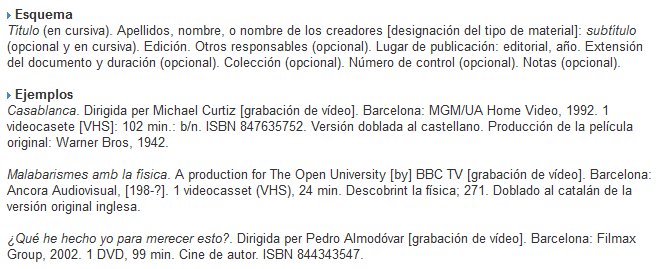 Esquema
Título (en cursiva). Apellidos, nombre, o nombre de los creadores [designación del tipo de material]: subtítulo
(opcional y en cursiva). Edición. Otros responsables (opcional). Lugar de publicación: editorial, año. Extensión
del documento y duración (opcional). Colección (opcional). Número de control (opcional). Notas (opcional).
Ejemplos
Casablanca. Dirigida per Michael Curtiz [grabación de vídeo]. Barcelona: MGM/UA Home Video, 1992. 1
videocasete [VHS]: 102 min.: b/n. ISBN 847635752. Versión doblada al castellano. Producción de la película
original: Warner Bros, 1942.
Malabarismes amb la física. A production for The Open University [by] BBC TV [grabación de vídeo]. Barcelona:
Ancora Audiovisual, [198-?]. 1 videocasset (VHS), 24 min. Descobrint la física; 271. Doblado al catalán de la
versión original inglesa.
¿Qué he hecho yo para merecer esto?. Dirigida per Pedro Almodóvar [grabación de vídeo]. Barcelona: Filmax
Group, 2002. 1 DVD, 99 min. Cine de autor. ISBN 844343547.